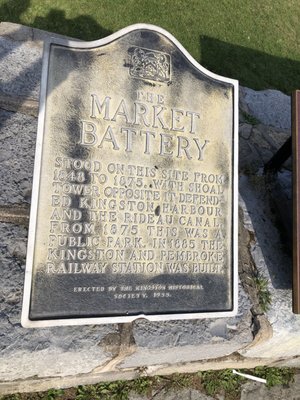 THE
MARKET
BATTERY
STOOD ON THIS SITE FROM
1848 TO 1875. WITH SHOAL
TOWER OPPOSITE IT DEFEND-
ED KINGSTON HARBOUR
AND THE RIDEAU CANAL.
FROM 1875 THIS WAS A
PUBLIC PARK. IN 1885 THE
KINGSTON AND PEMBROKE
RAILWAY STATION WAS BUILT.
ERECTED BY THE KINGSTON HISTORICAL
SOCIETY,